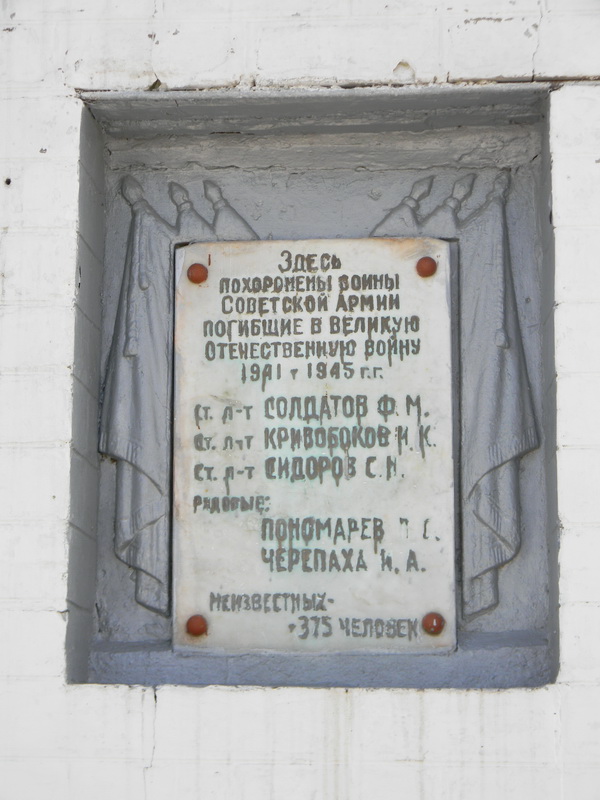 Здесь
похоронены воины
Советской Армии
погибшие в Великую
Отечественную войну
1941 - 1945 г.г.
Ст. л-т СОЛДАТОВ Ф. М.
Ст. л-т КРИВОБОКОВ И. К.
Ст. л-т СИДОРОВ С. И.
Рядовые:
ПОНОМАРЕВ
ЧЕРЕПАХА И. А.
Неизвестных-
375 ЧЕЛОВЕК